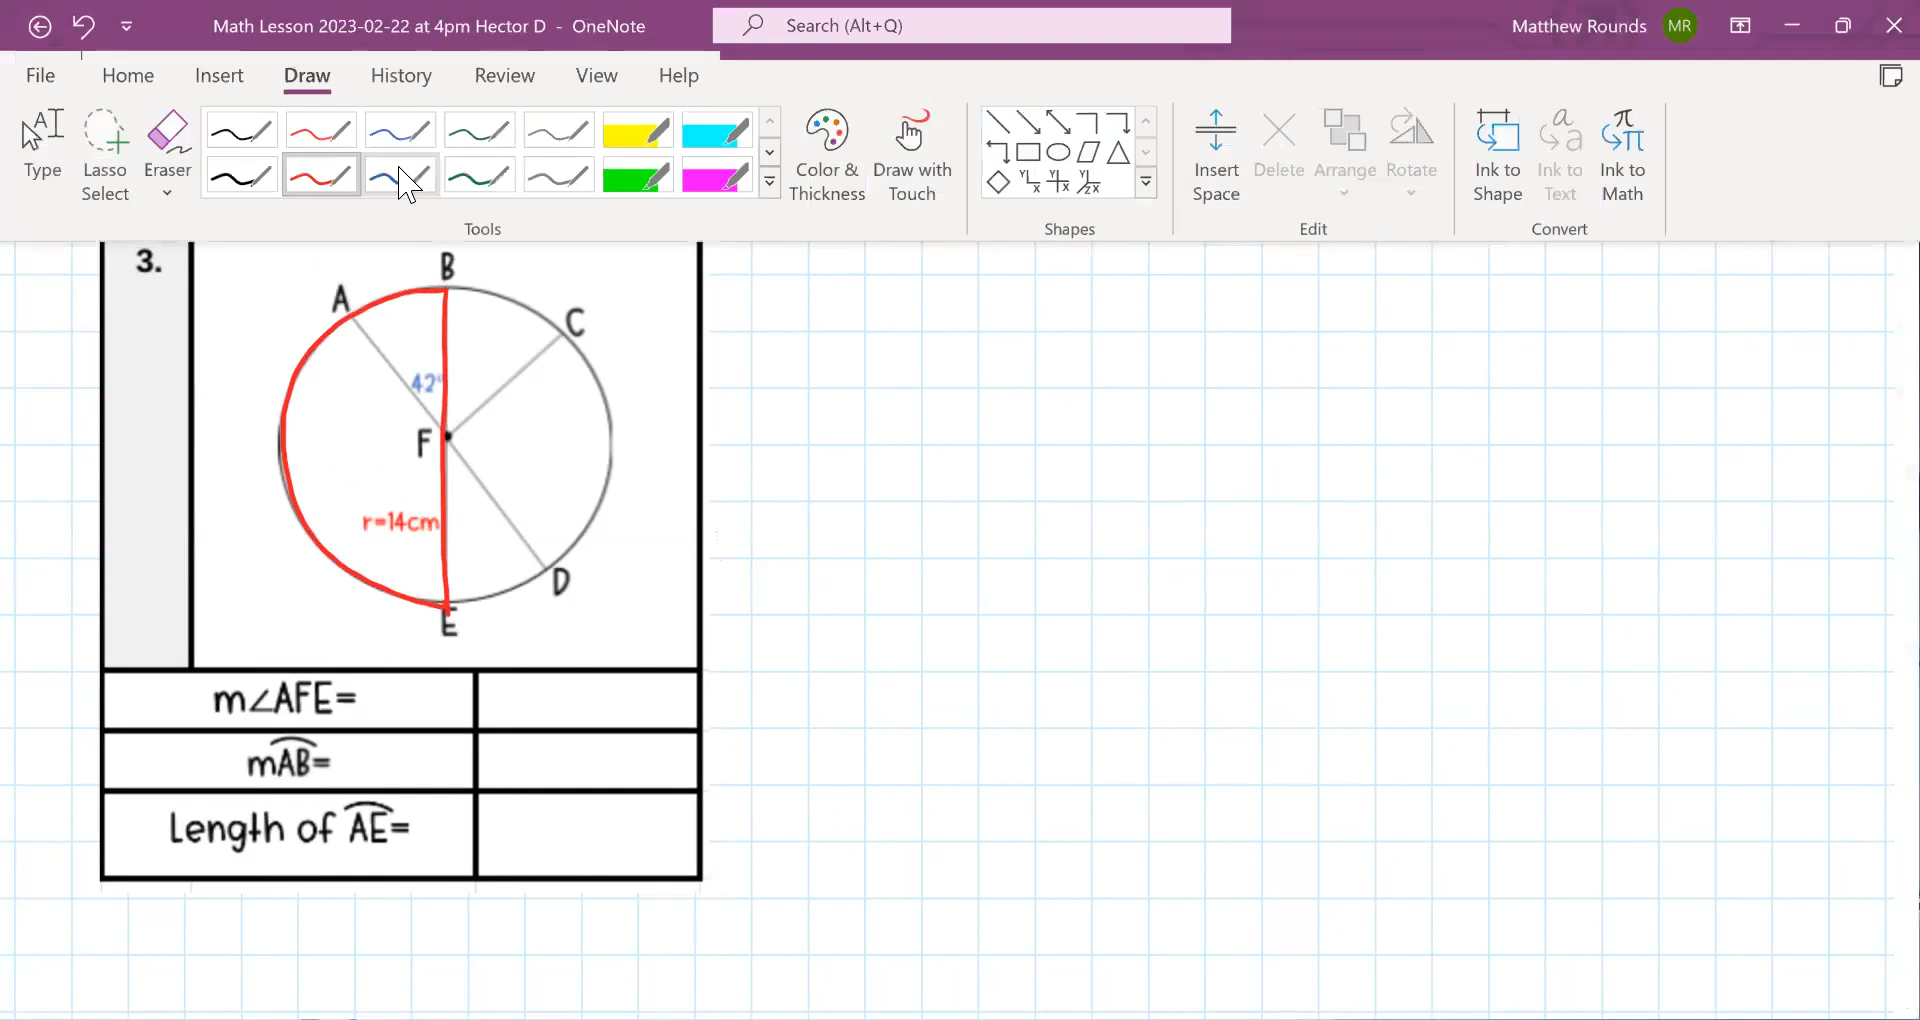 Math Lesson 2023-02-22 at 4pm Hector D - OneNote
Search (Alt+Q)
Matthew Rounds MR
File Home Insert Draw History Review View Help
Type
Lasso Select
Eraser
Color & Thickness
Draw with Touch
Insert Space
Delete
Arrange
Rotate
Ink to Shape
Ink to Text
Ink to Math
Tools Shapes Edit Convert
3.
B
A
C
42°
F
r=14cm
D
E
m∠AFE=
mAB=
Length of AE=